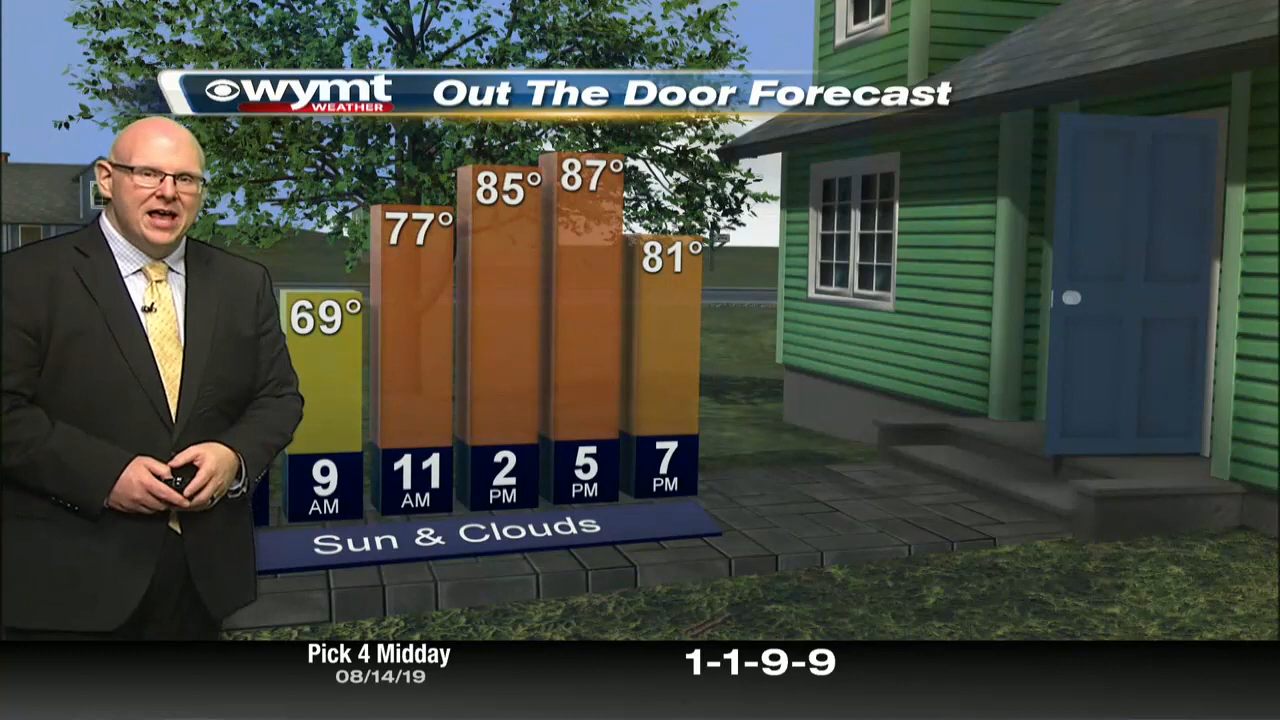 wymt
WEATHER
Out The Door Forecast
69° 77° 85° 87° 81°
9 11 2 5 7
AM AM PM PM PM
Sun & Clouds
Pick 4 Midday
08/14/19
1-1-9-9